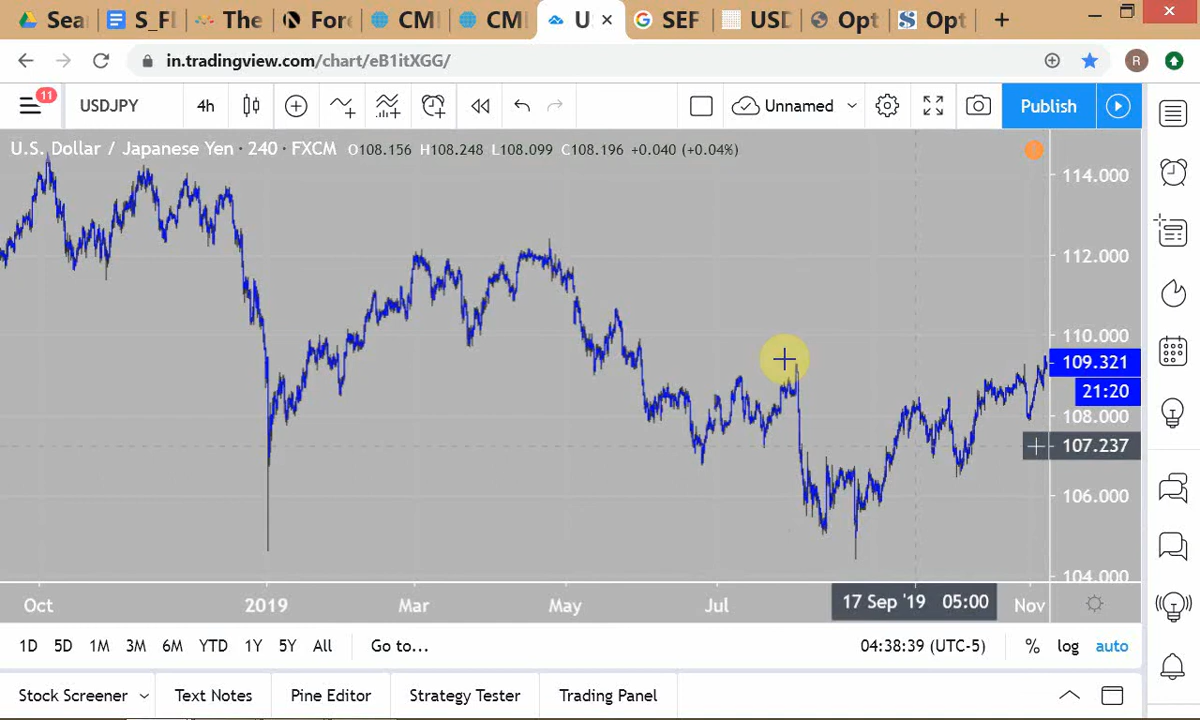 Sea S_Fl The Fore CMI CMI U × SEF USD Opt Opt +
in.tradingview.com/chart/eB1itXGG/ R
11 USDJPY 4h Unnamed Publish
U.S. Dollar / Japanese Yen · 240 · FXCM O108.156 H108.248 L108.099 C108.196 +0.040 (+0.04%)
114.000
112.000
110.000
109.321
21:20
108.000
107.237
106.000
104.000
Oct 2019 Mar May Jul 17 Sep '19 05:00 Nov
1D 5D 1M 3M 6M YTD 1Y 5Y All Go to... 04:38:39 (UTC-5) % log auto
Stock Screener Text Notes Pine Editor Strategy Tester Trading Panel